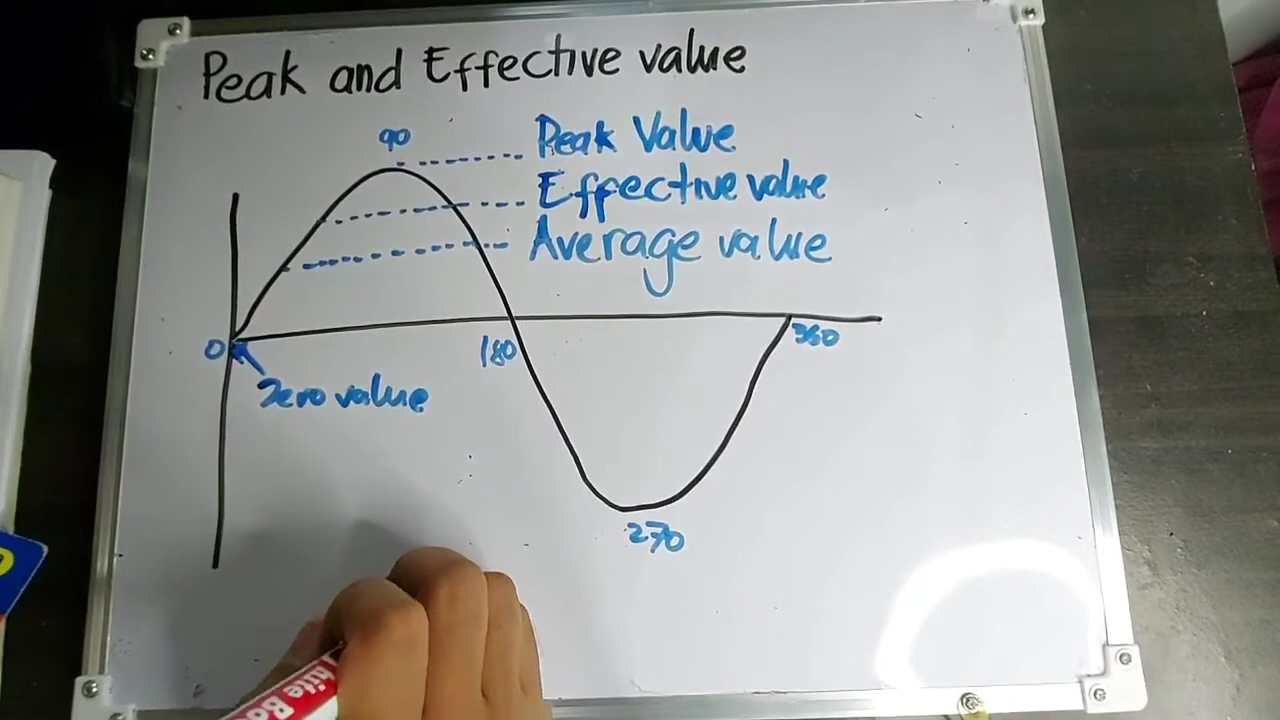 Peak and Effective value
90
Peak Value
Effective value
Average value
0
180
360
Zero value
270